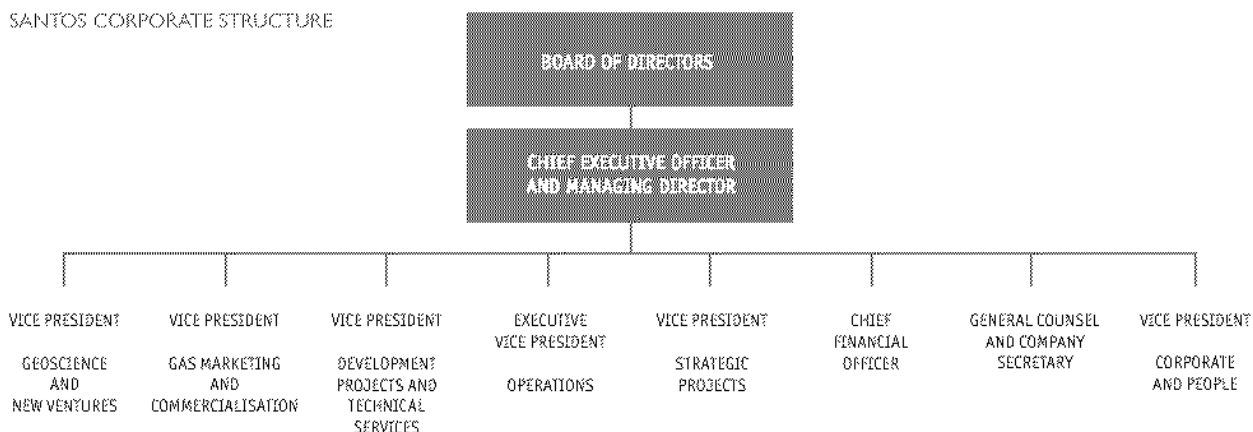 SANTOS CORPORATE STRUCTURE
BOARD OF DIRECTORS
CHIEF EXECUTIVE OFFICER
AND MANAGING DIRECTOR
VICE PRESIDENT
GEOSCIENCE
AND
NEW VENTURES
VICE PRESIDENT
GAS MARKETING
AND
COMMERCIALISATION
VICE PRESIDENT
DEVELOPMENT
PROJECTS AND
TECHNICAL
SERVICES
EXECUTIVE
VICE PRESIDENT
OPERATIONS
VICE PRESIDENT
STRATEGIC
PROJECTS
CHIEF
FINANCIAL
OFFICER
GENERAL COUNSEL
AND COMPANY
SECRETARY
VICE PRESIDENT
CORPORATE
AND PEOPLE